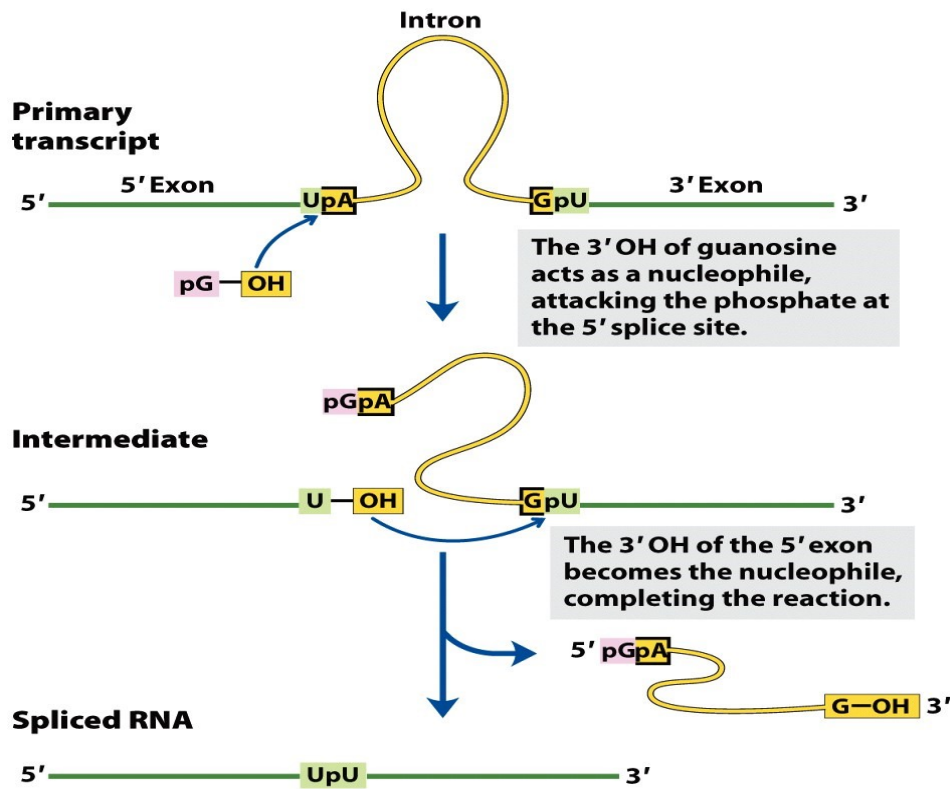 Intron
Primary
transcript
5′ Exon
3′ Exon
5′
UpA
GpU
3′
pG
OH
The 3′ OH of guanosine
acts as a nucleophile,
attacking the phosphate at
the 5′ splice site.
pGpA
Intermediate
5′
U
OH
GpU
3′
The 3′ OH of the 5′ exon
becomes the nucleophile,
completing the reaction.
5′ pGpA
G–OH 3′
Spliced RNA
5′
UpU
3′